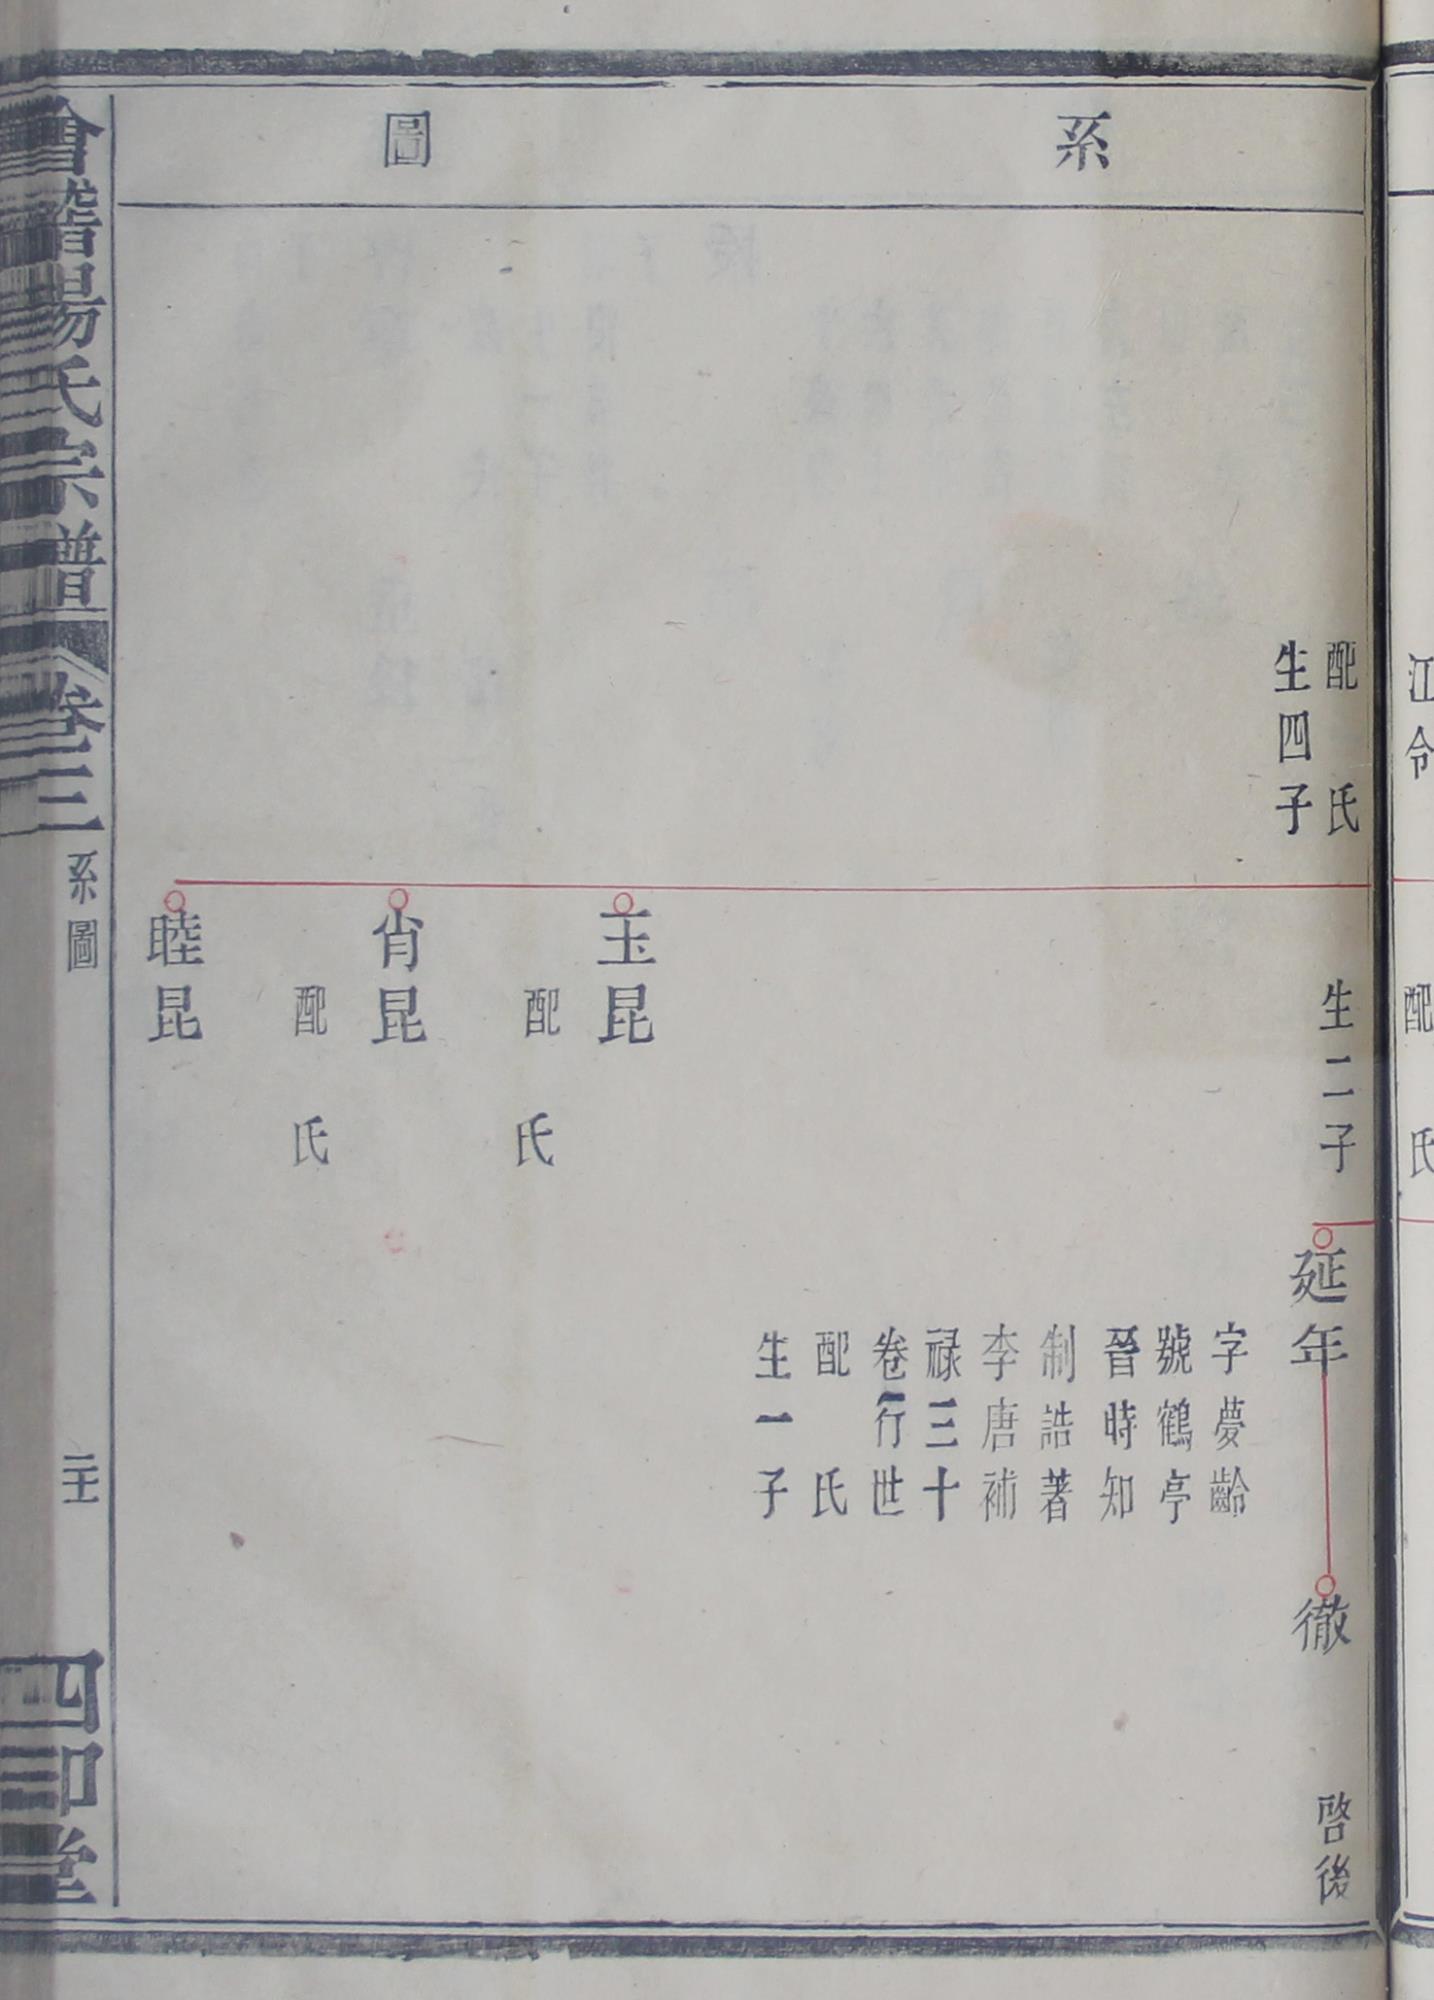 江令
配 氏
系
圖
配 氏
生四子
生二子
玉昆
配 氏
肖昆
配 氏
睦昆
延年
字夢齡
號鶴亭
晉時知
制誥著
李唐補
禄三十
卷行世
配 氏
生一子
徹
啓後
會稽楊氏宗譜
卷三
系圖
四印堂